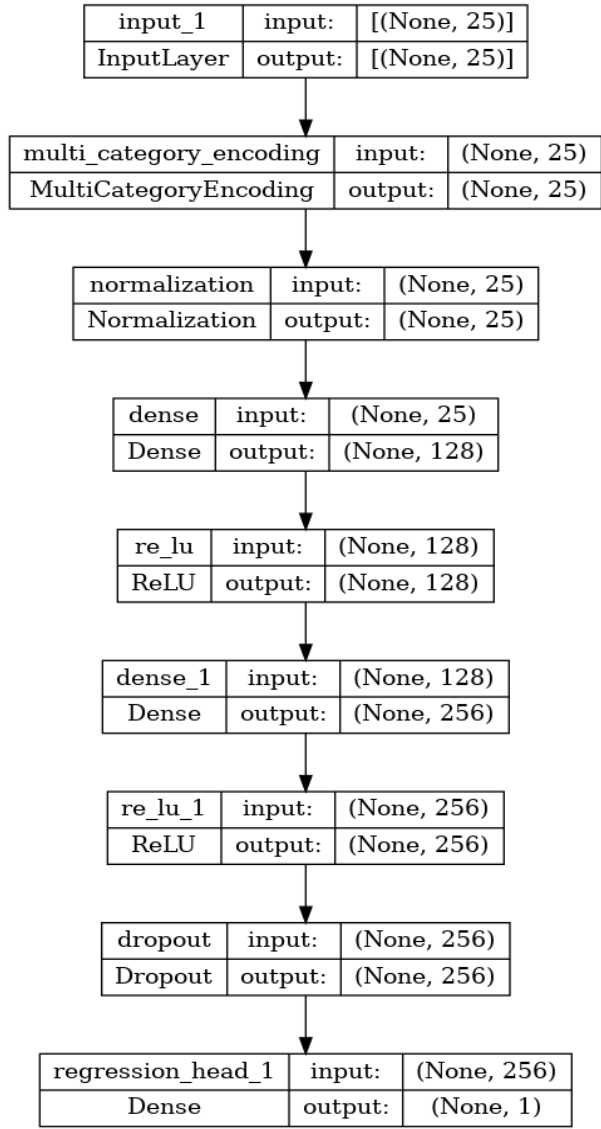 input_1 input: [(None, 25)]
InputLayer output: [(None, 25)]
multi_category_encoding input: (None, 25)
MultiCategoryEncoding output: (None, 25)
normalization input: (None, 25)
Normalization output: (None, 25)
dense input: (None, 25)
Dense output: (None, 128)
re_lu input: (None, 128)
ReLU output: (None, 128)
dense_1 input: (None, 128)
Dense output: (None, 256)
re_lu_1 input: (None, 256)
ReLU output: (None, 256)
dropout input: (None, 256)
Dropout output: (None, 256)
regression_head_1 input: (None, 256)
Dense output: (None, 1)